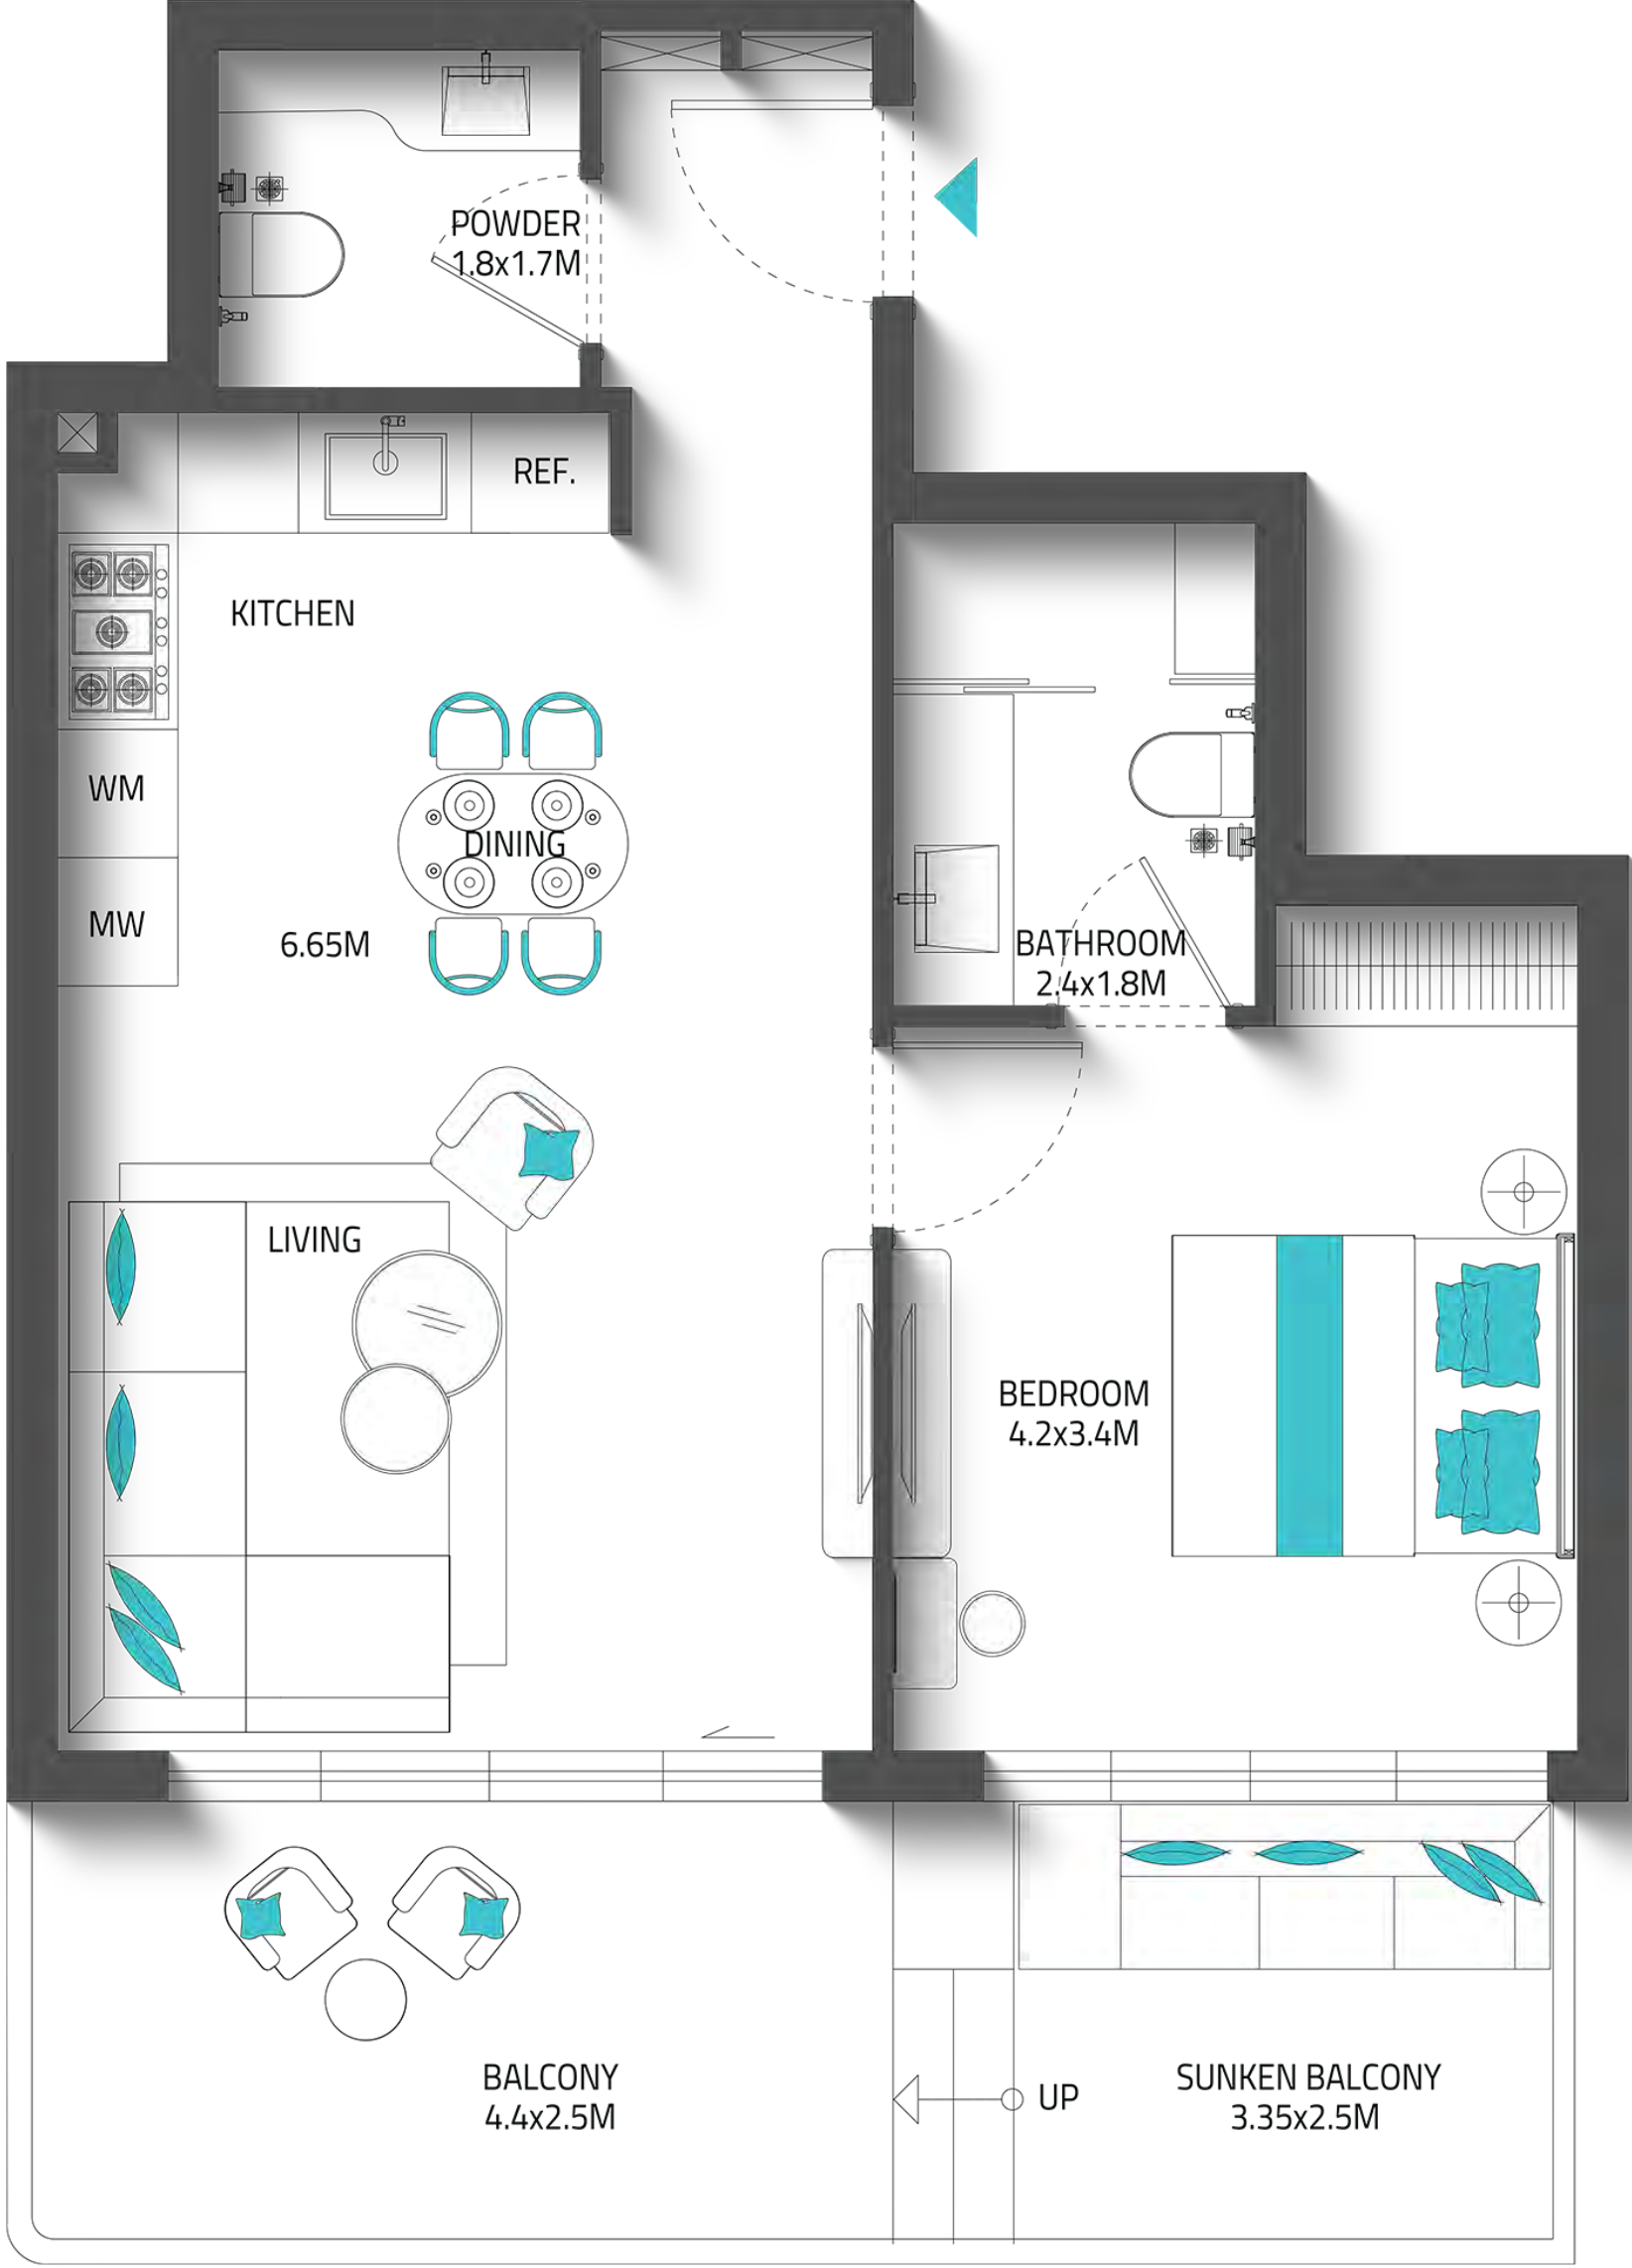 POWDER
1.8x1.7M
REF.
KITCHEN
WM
DINING
MW
6.65M
BATHROOM
2.4x1.8M
LIVING
BEDROOM
4.2x3.4M
BALCONY
4.4x2.5M
UP
SUNKEN BALCONY
3.35x2.5M